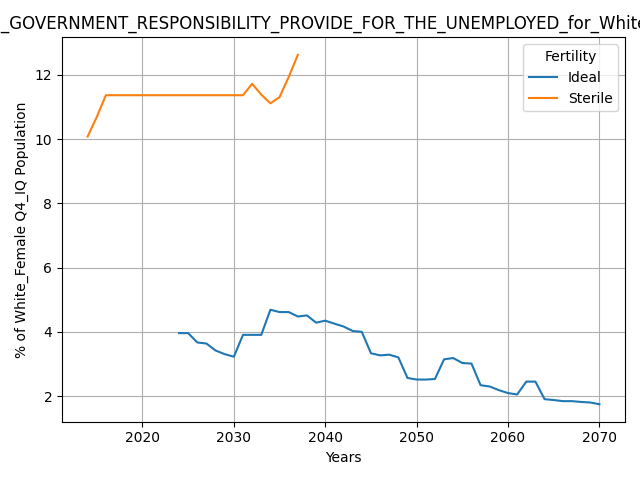 _GOVERNMENT_RESPONSIBILITY_PROVIDE_FOR_THE_UNEMPLOYED_for_White
Fertility
Ideal
Sterile
% of White_Female Q4_IQ Population
12
10
8
6
4
2
2020 2030 2040 2050 2060 2070
Years